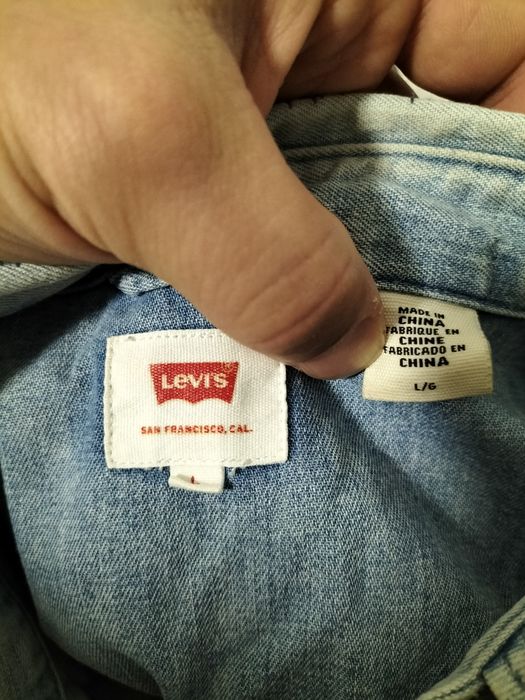 Levi's
SAN FRANCISCO, CAL.
L
MADE IN
CHINA
FABRIQUE EN
CHINE
FABRICADO EN
CHINA
L/G